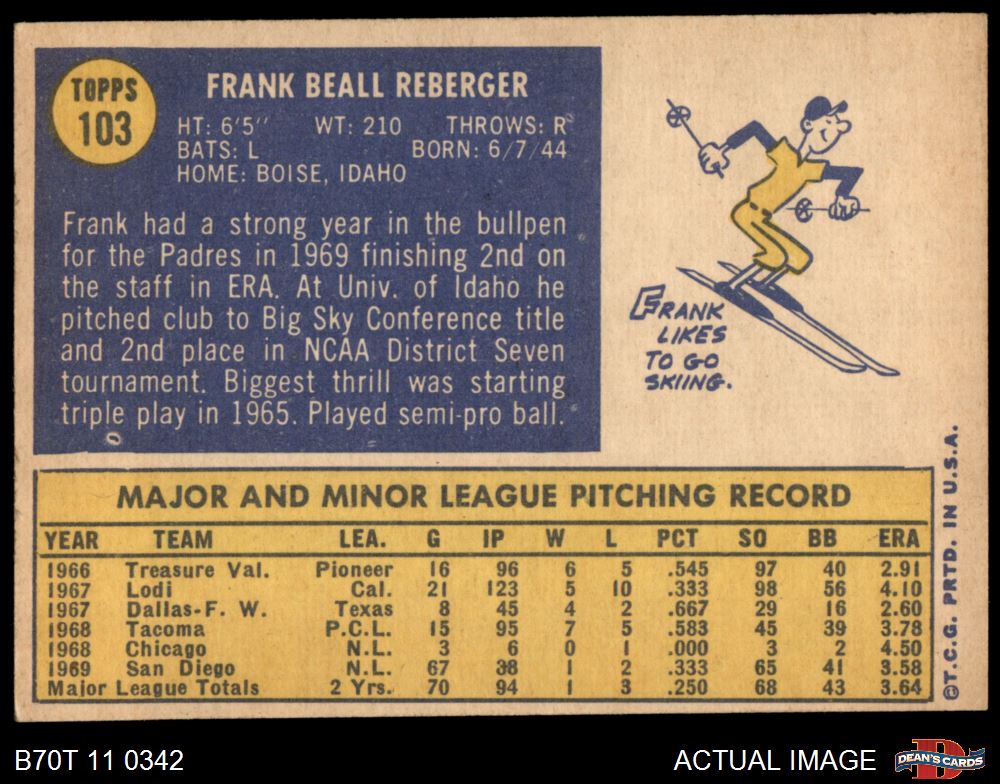 TOPPS
103
FRANK BEALL REBERGER
HT: 6'5" WT: 210 THROWS: R
BATS: L BORN: 6/7/44
HOME: BOISE, IDAHO
Frank had a strong year in the bullpen
for the Padres in 1969 finishing 2nd on
the staff in ERA. At Univ. of Idaho he
pitched club to Big Sky Conference title
and 2nd place in NCAA District Seven
tournament. Biggest thrill was starting
triple play in 1965. Played semi-pro ball.
FRANK
LIKES
TO GO
SKIING.
MAJOR AND MINOR LEAGUE PITCHING RECORD
YEAR TEAM LEA. G IP W L PCT SO BB ERA
1966 Treasure Val. Pioneer 16 96 6 5 .545 97 40 2.91
1967 Lodi Cal. 21 123 5 10 .333 98 56 4.10
1967 Dallas-F. W. Texas 8 45 4 2 .667 29 16 2.60
1968 Tacoma P.C.L. 15 95 7 5 .583 45 39 3.78
1968 Chicago N.L. 3 6 0 1 .000 3 2 4.50
1969 San Diego N.L. 67 38 1 2 .333 65 41 3.58
Major League Totals 2 Yrs. 70 94 1 3 .250 68 43 3.64
©T.C.G. PRTD. IN U.S.A.
B70T 11 0342
ACTUAL IMAGE
D
DEAN'S CARDS